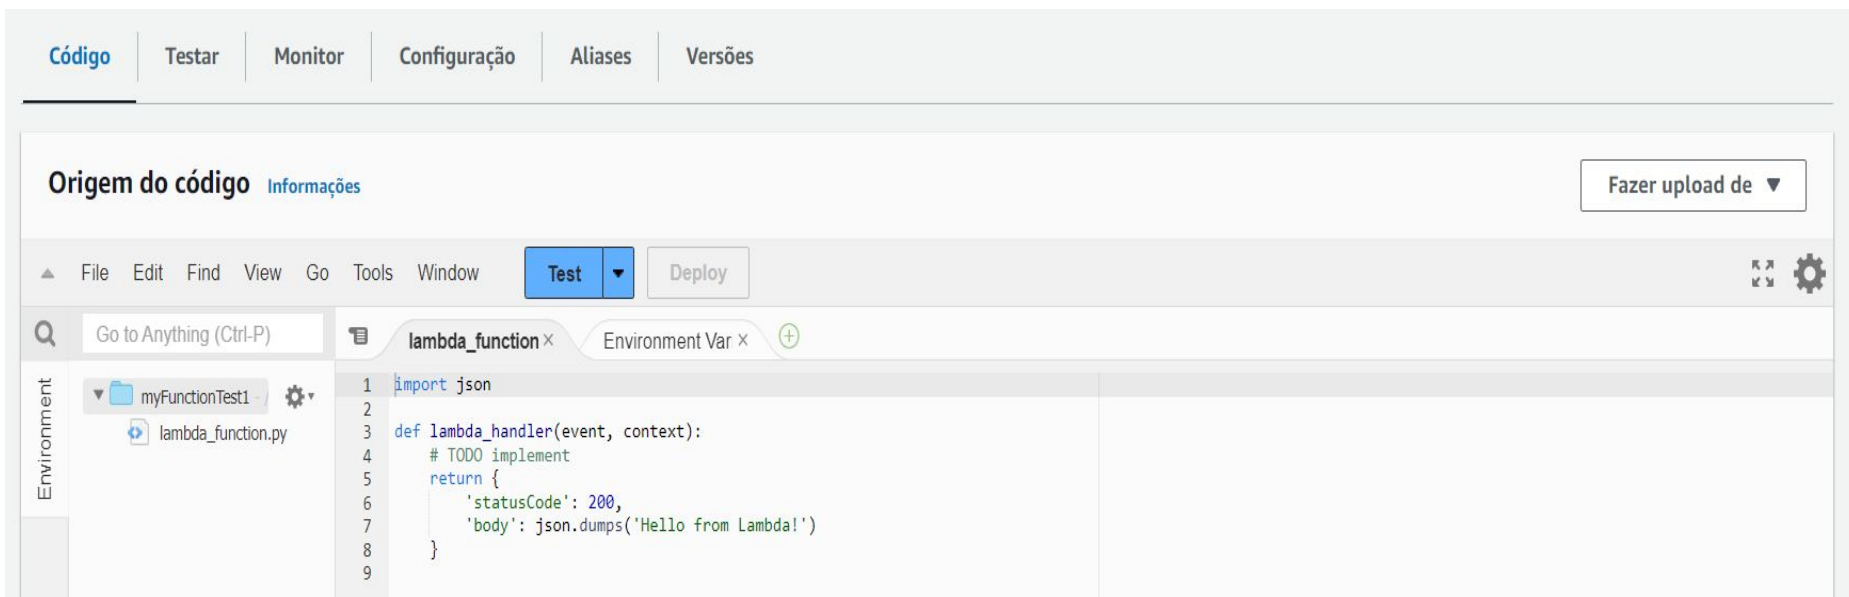 Código Testar Monitor Configuração Aliases Versões
Origem do código Informações Fazer upload de
File Edit Find View Go Tools Window Test Deploy
Go to Anything (Ctrl-P) lambda_function × Environment Var ×
Environment
myFunctionTest1 - /
lambda_function.py
1 import json
2
3 def lambda_handler(event, context):
4     # TODO implement
5     return {
6         'statusCode': 200,
7         'body': json.dumps('Hello from Lambda!')
8     }
9